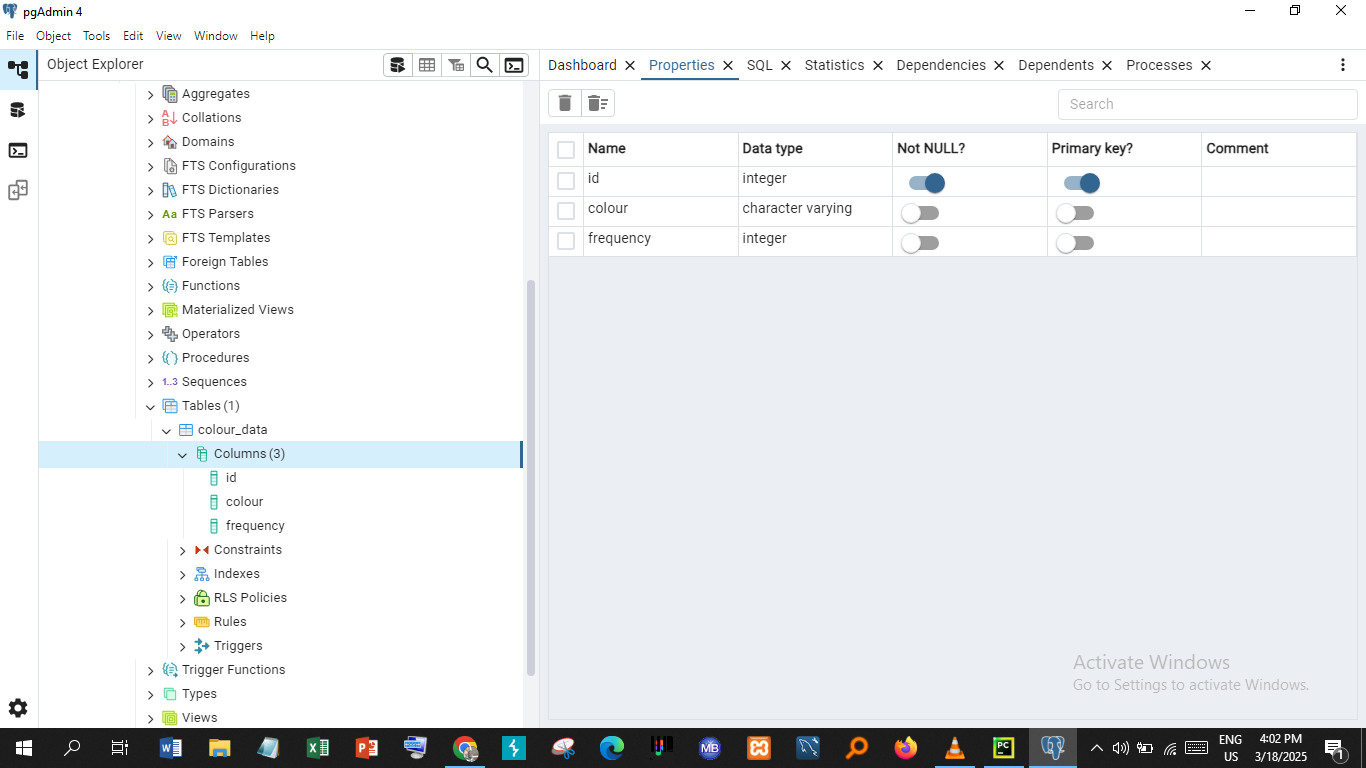 pgAdmin 4
File Object Tools Edit View Window Help
Object Explorer
Dashboard Properties SQL Statistics Dependencies Dependents Processes
Search
Name Data type Not NULL? Primary key? Comment
id integer
colour character varying
frequency integer
Aggregates
Collations
Domains
FTS Configurations
FTS Dictionaries
Aa FTS Parsers
FTS Templates
Foreign Tables
Functions
Materialized Views
Operators
Procedures
1..3 Sequences
Tables (1)
colour_data
Columns (3)
id
colour
frequency
Constraints
Indexes
RLS Policies
Rules
Triggers
Trigger Functions
Types
Views
Activate Windows
Go to Settings to activate Windows.
ENG
US
4:02 PM
3/18/2025
1